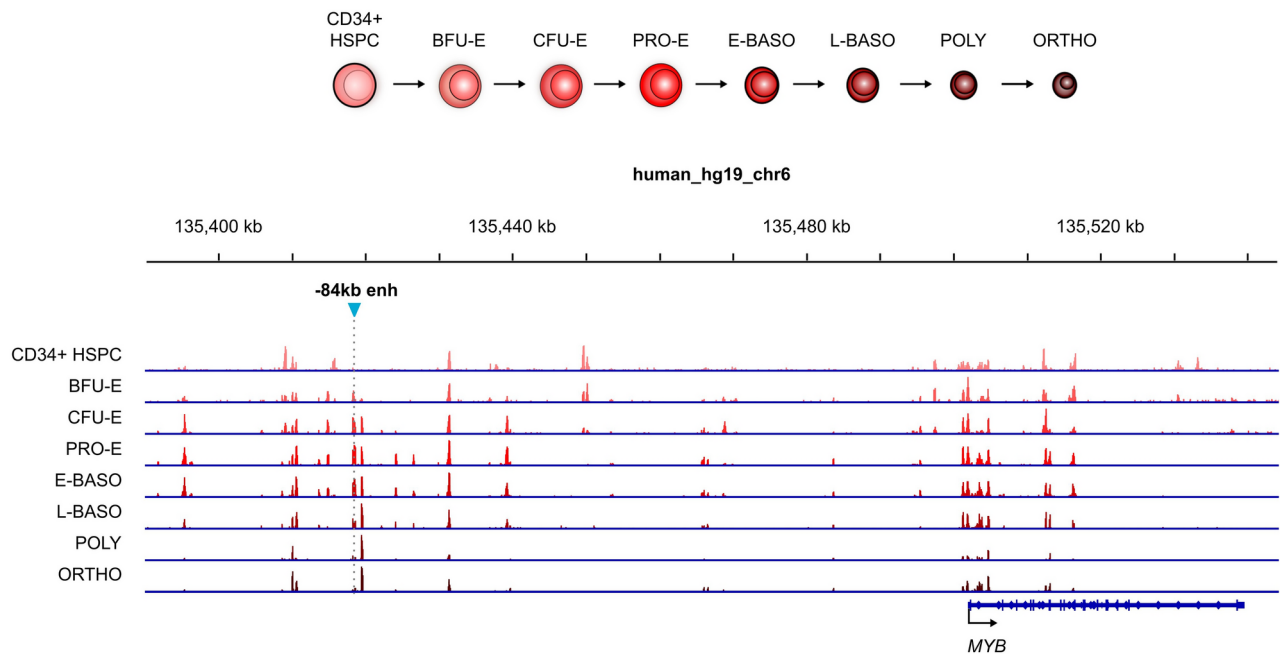 CD34+
HSPC
BFU-E
CFU-E
PRO-E
E-BASO
L-BASO
POLY
ORTHO
human_hg19_chr6
135,400 kb
135,440 kb
135,480 kb
135,520 kb
-84kb enh
CD34+ HSPC
BFU-E
CFU-E
PRO-E
E-BASO
L-BASO
POLY
ORTHO
MYB